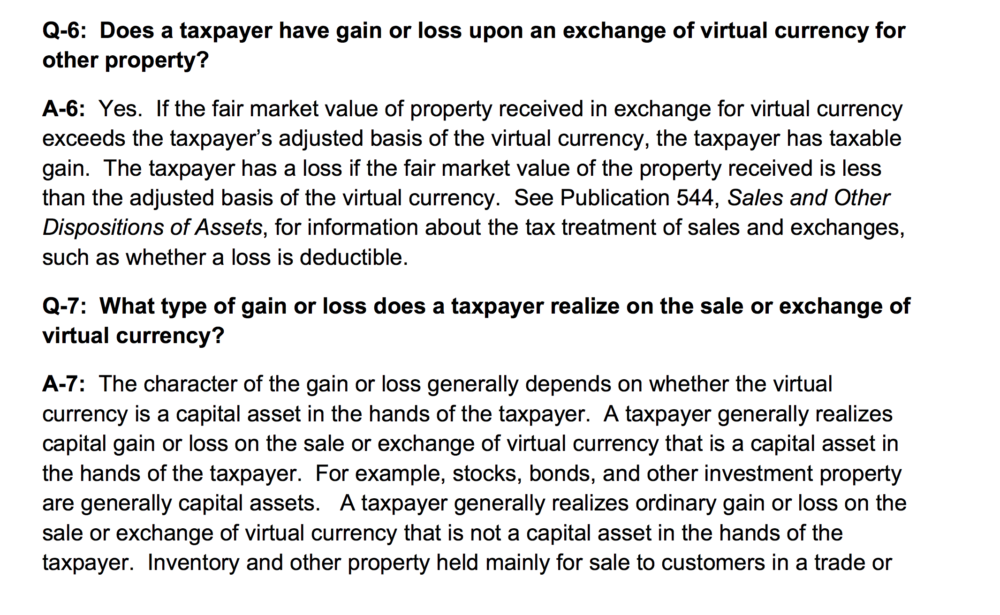 Q-6:  Does a taxpayer have gain or loss upon an exchange of virtual currency for
other property?
A-6:  Yes.  If the fair market value of property received in exchange for virtual currency
exceeds the taxpayer’s adjusted basis of the virtual currency, the taxpayer has taxable
gain.  The taxpayer has a loss if the fair market value of the property received is less
than the adjusted basis of the virtual currency.  See Publication 544, Sales and Other
Dispositions of Assets, for information about the tax treatment of sales and exchanges,
such as whether a loss is deductible.
Q-7:  What type of gain or loss does a taxpayer realize on the sale or exchange of
virtual currency?
A-7:  The character of the gain or loss generally depends on whether the virtual
currency is a capital asset in the hands of the taxpayer.  A taxpayer generally realizes
capital gain or loss on the sale or exchange of virtual currency that is a capital asset in
the hands of the taxpayer.  For example, stocks, bonds, and other investment property
are generally capital assets.   A taxpayer generally realizes ordinary gain or loss on the
sale or exchange of virtual currency that is not a capital asset in the hands of the
taxpayer.  Inventory and other property held mainly for sale to customers in a trade or